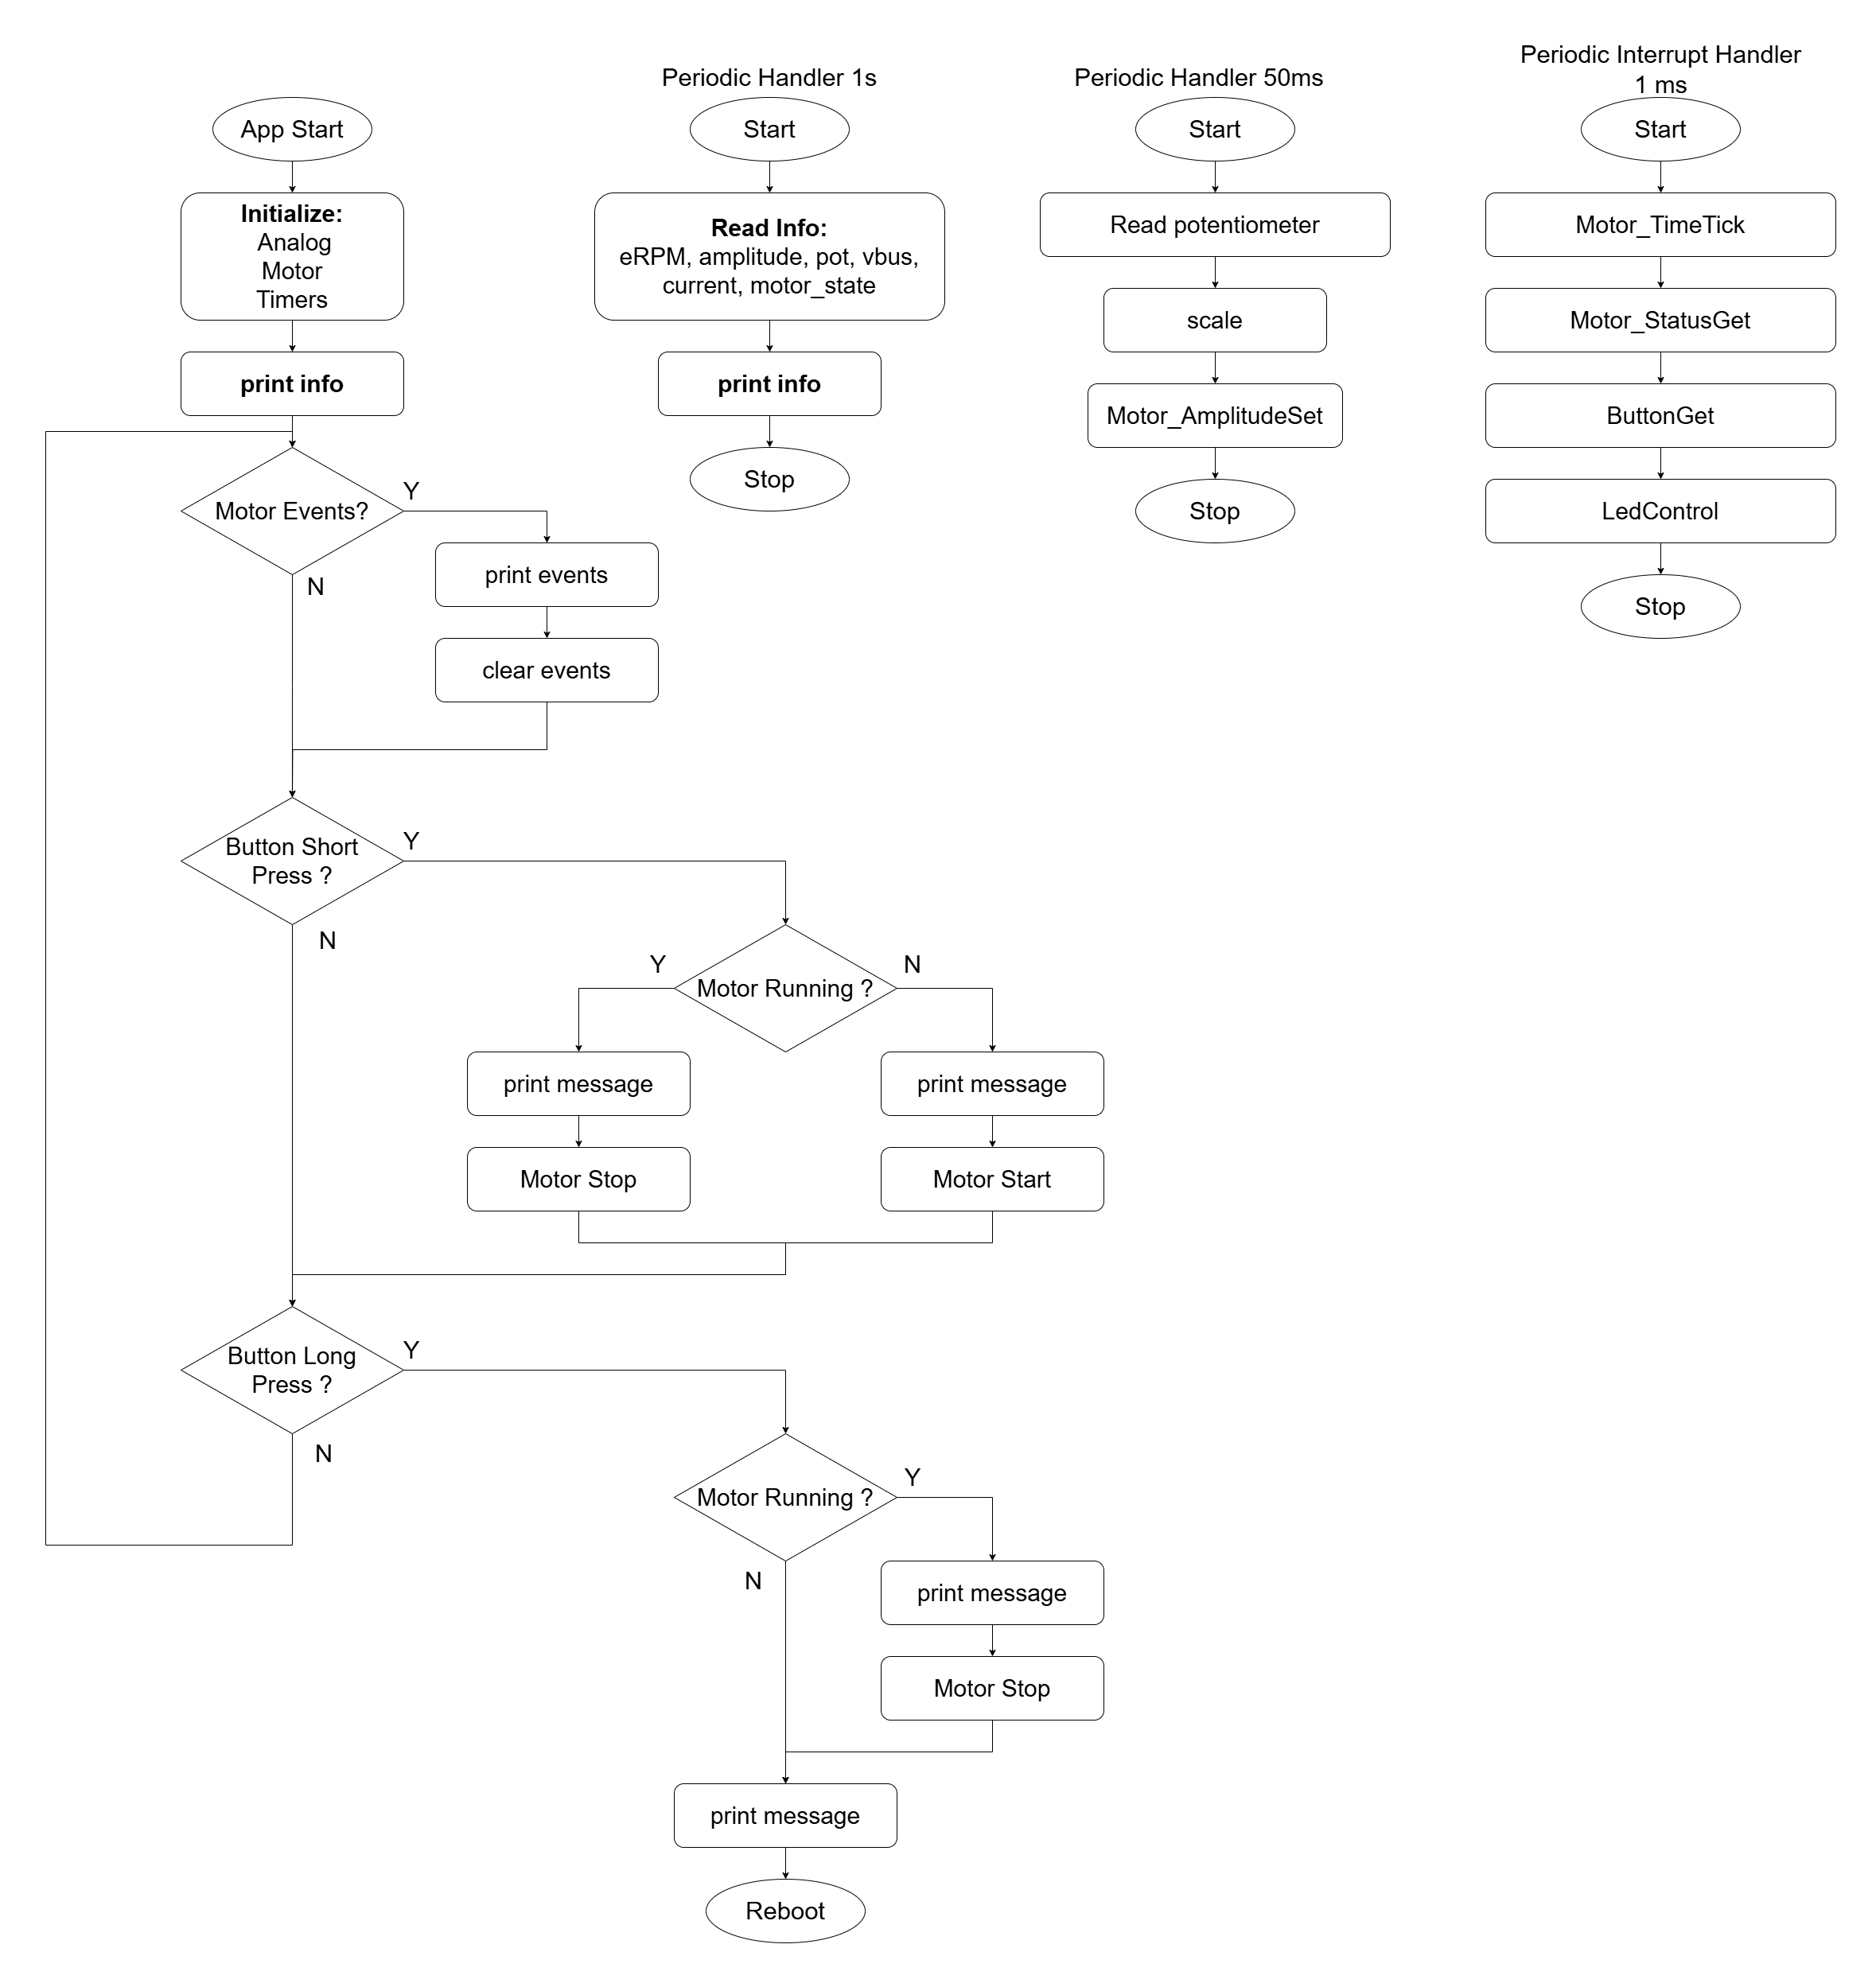 App Start
Initialize:
Analog
Motor
Timers
print info
Motor Events?
Y
N
print events
clear events
Button Short
Press ?
Y
N
Motor Running ?
Y
N
print message
Motor Stop
print message
Motor Start
Button Long
Press ?
Y
N
Motor Running ?
Y
N
print message
Motor Stop
print message
Reboot
Periodic Handler 1s
Start
Read Info:
eRPM, amplitude, pot, vbus,
current, motor_state
print info
Stop
Periodic Handler 50ms
Start
Read potentiometer
scale
Motor_AmplitudeSet
Stop
Periodic Interrupt Handler
1 ms
Start
Motor_TimeTick
Motor_StatusGet
ButtonGet
LedControl
Stop